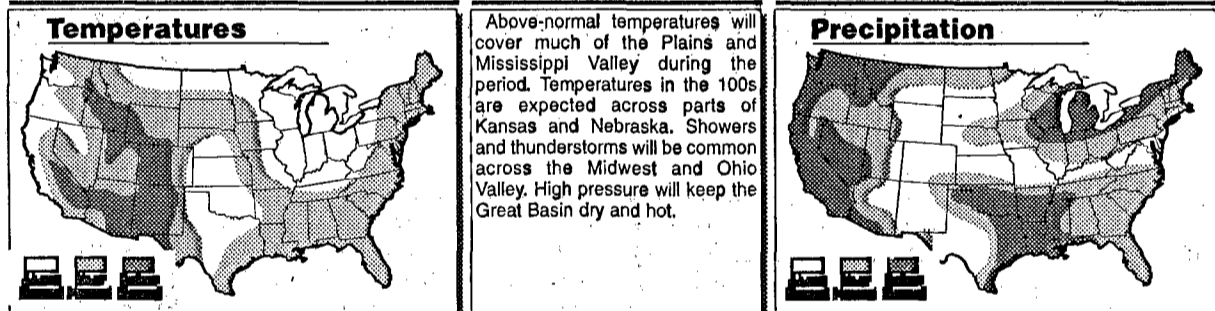 Temperatures
Above-normal temperatures will
cover much of the Plains and
Mississippi Valley during the
period. Temperatures in the 100s
are expected across parts of
Kansas and Nebraska. Showers
and thunderstorms will be common
across the Midwest and Ohio
Valley. High pressure will keep the
Great Basin dry and hot.
Precipitation